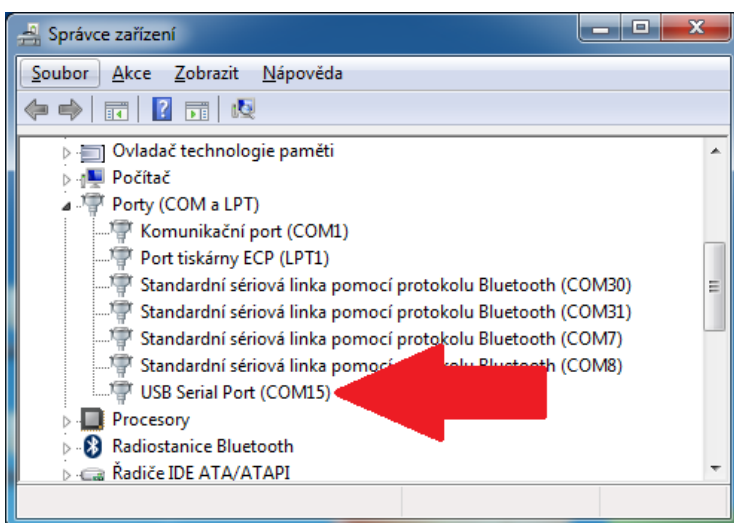 Správce zařízení
Soubor Akce Zobrazit Nápověda
Ovladač technologie paměti
Počítač
Porty (COM a LPT)
Komunikační port (COM1)
Port tiskárny ECP (LPT1)
Standardní sériová linka pomocí protokolu Bluetooth (COM30)
Standardní sériová linka pomocí protokolu Bluetooth (COM31)
Standardní sériová linka pomocí protokolu Bluetooth (COM7)
Standardní sériová linka pomocí protokolu Bluetooth (COM8)
USB Serial Port (COM15)
Procesory
Radiostanice Bluetooth
Řadiče IDE ATA/ATAPI